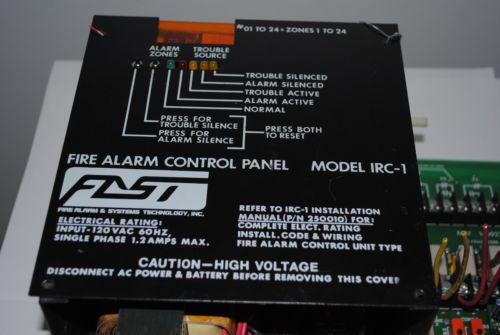 *01 TO 24 = ZONES 1 TO 24
ALARM ZONES
TROUBLE SOURCE
TROUBLE SILENCED
ALARM SILENCED
TROUBLE ACTIVE
ALARM ACTIVE
NORMAL
PRESS FOR
TROUBLE SILENCE
PRESS FOR
ALARM SILENCE
PRESS BOTH
TO RESET
FIRE ALARM CONTROL PANEL MODEL IRC-1
FAST
FIRE ALARM & SYSTEMS TECHNOLOGY, INC.
ELECTRICAL RATING:
INPUT-120 VAC 60HZ,
SINGLE PHASE 1.2 AMPS MAX.
REFER TO IRC-1 INSTALLATION
MANUAL (P/N 250010) FOR:
COMPLETE ELECT. RATING
INSTALL. CODE & WIRING
FIRE ALARM CONTROL UNIT TYPE
CAUTION-HIGH VOLTAGE
DISCONNECT AC POWER & BATTERY BEFORE REMOVING THIS COVER